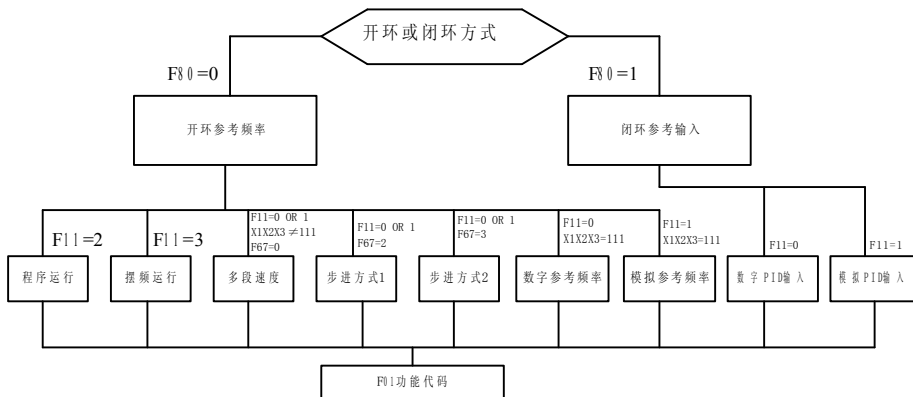 开环或闭环方式
F80=0
F80=1
开环参考频率
闭环参考输入
F11=2
F11=3
F11=0 OR 1
X1X2X3≠111
F67=0
F11=0 OR 1
F67=2
F11=0 OR 1
F67=3
F11=0
X1X2X3=111
F11=1
X1X2X3=111
F11=0
F11=1
程序运行
摆频运行
多段速度
步进方式1
步进方式2
数字参考频率
模拟参考频率
数字PID输入
模拟PID输入
F01功能代码